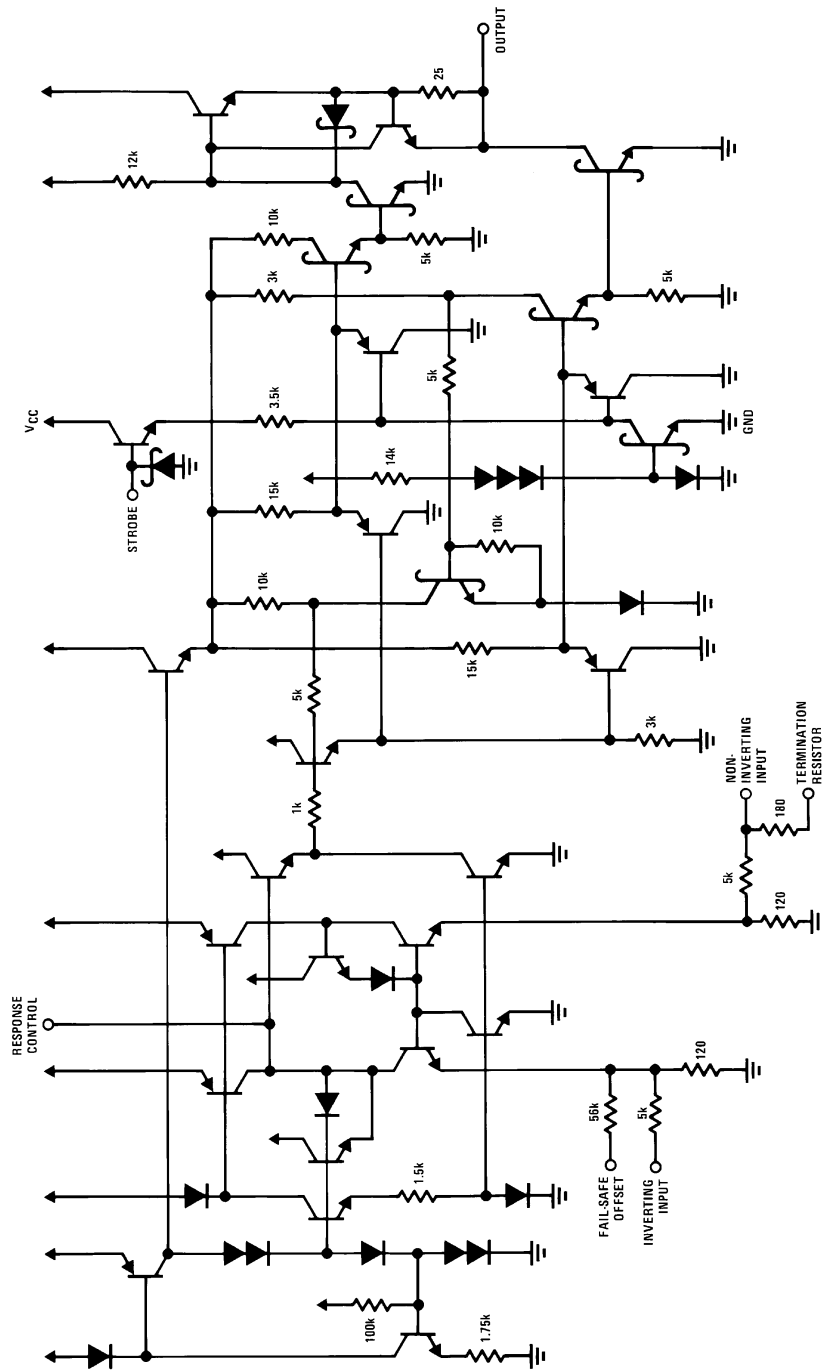 RESPONSE
CONTROL
VCC
12k
STROBE
15k
3.5k
3k
10k
10k
1k
5k
100k
1.5k
14k
5k
5k
25
1.75k
15k
10k
OUTPUT
56k
FAIL-SAFE
OFFSET
5k
INVERTING
INPUT
3k
5k
120
5k
NON-
INVERTING
INPUT
GND
120
180
TERMINATION
RESISTOR